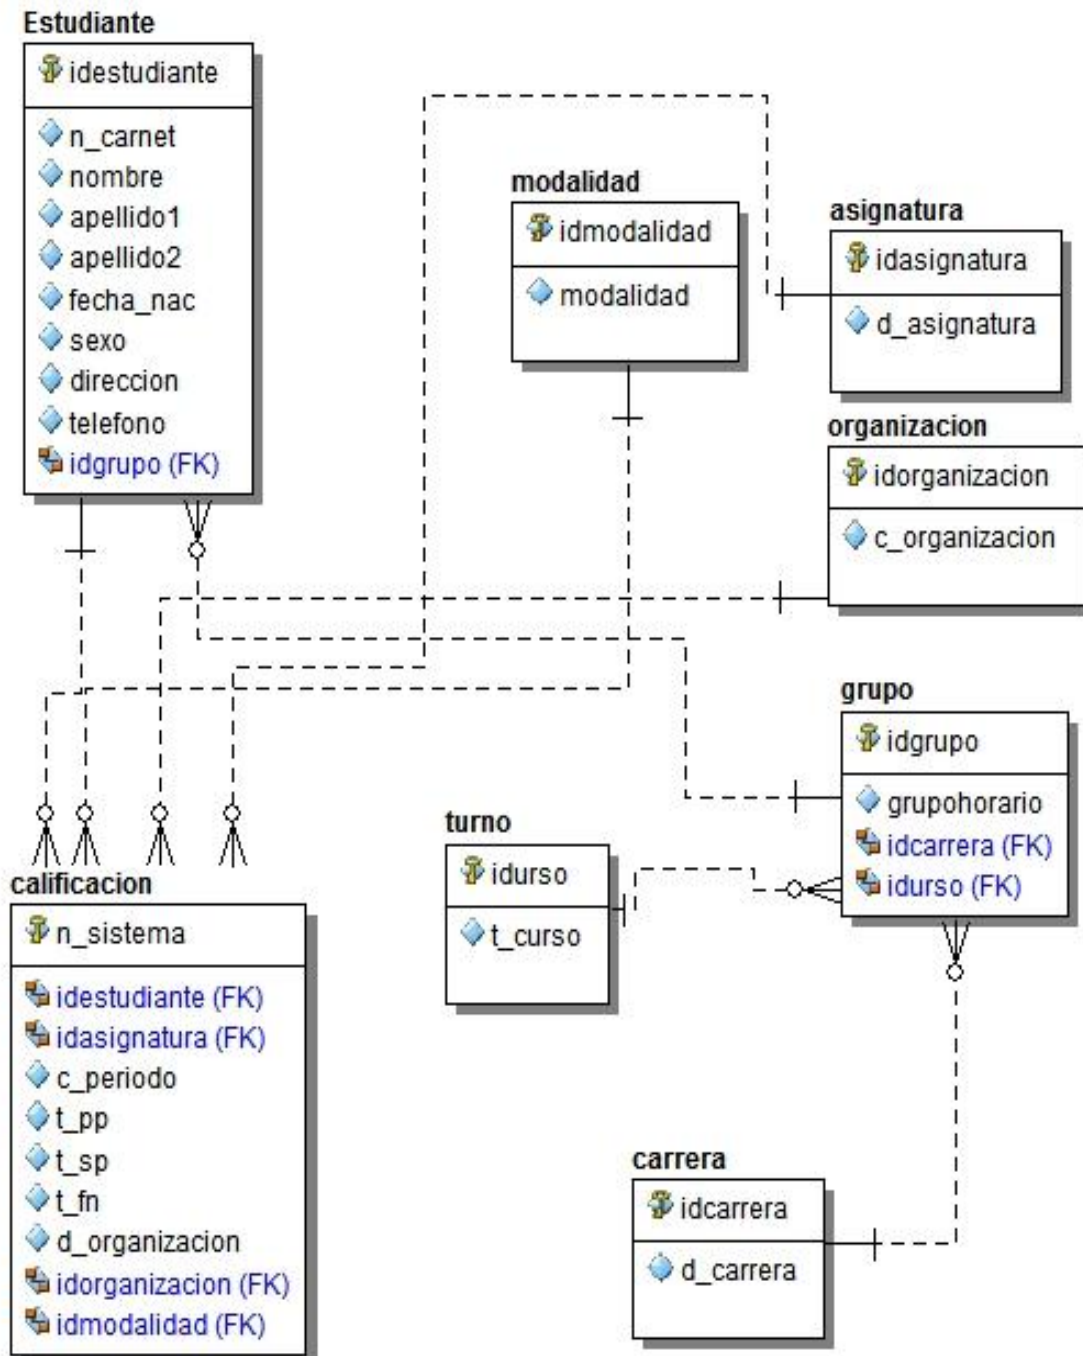 Estudiante
idestudiante
n_carnet
nombre
apellido1
apellido2
fecha_nac
sexo
direccion
telefono
idgrupo (FK)
modalidad
idmodalidad
modalidad
asignatura
idasignatura
d_asignatura
organizacion
idorganizacion
c_organizacion
grupo
idgrupo
grupohorario
idcarrera (FK)
idurso (FK)
turno
idurso
t_curso
calificacion
n_sistema
idestudiante (FK)
idasignatura (FK)
c_periodo
t_pp
t_sp
t_fn
d_organizacion
idorganizacion (FK)
idmodalidad (FK)
carrera
idcarrera
d_carrera